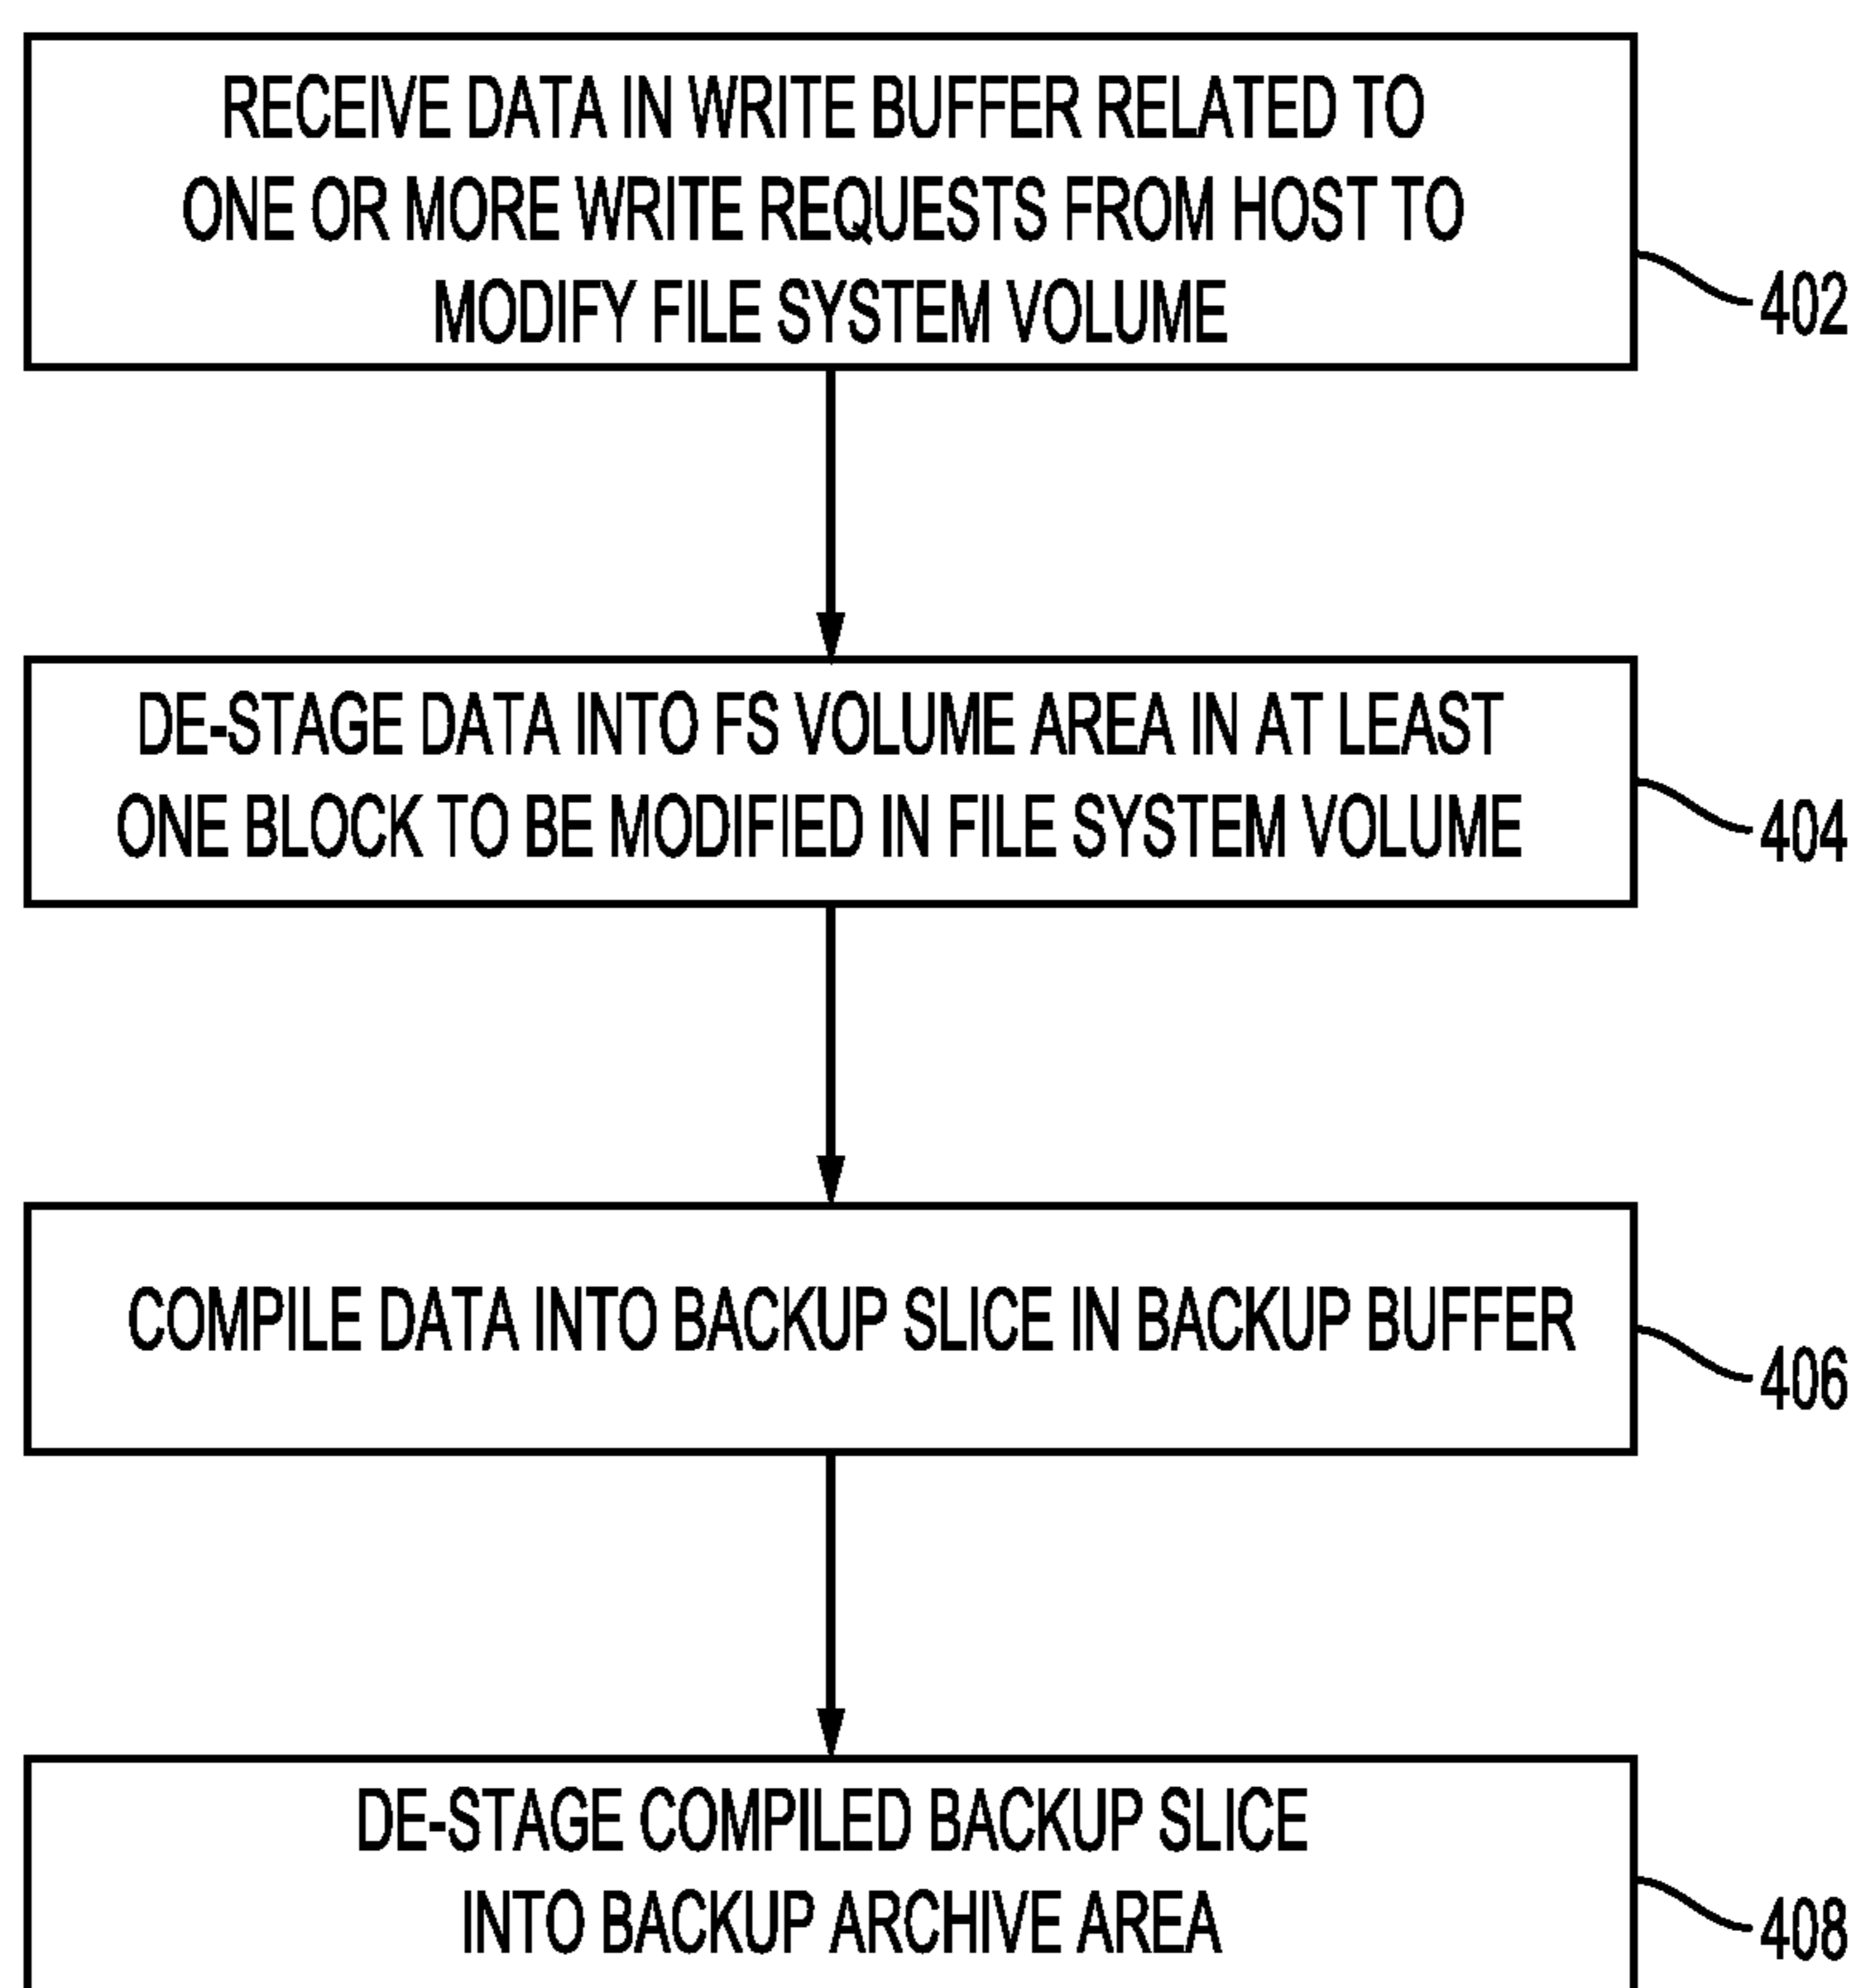 RECEIVE DATA IN WRITE BUFFER RELATED TO
ONE OR MORE WRITE REQUESTS FROM HOST TO
MODIFY FILE SYSTEM VOLUME
402
DE-STAGE DATA INTO FS VOLUME AREA IN AT LEAST
ONE BLOCK TO BE MODIFIED IN FILE SYSTEM VOLUME
404
COMPILE DATA INTO BACKUP SLICE IN BACKUP BUFFER
406
DE-STAGE COMPILED BACKUP SLICE
INTO BACKUP ARCHIVE AREA
408